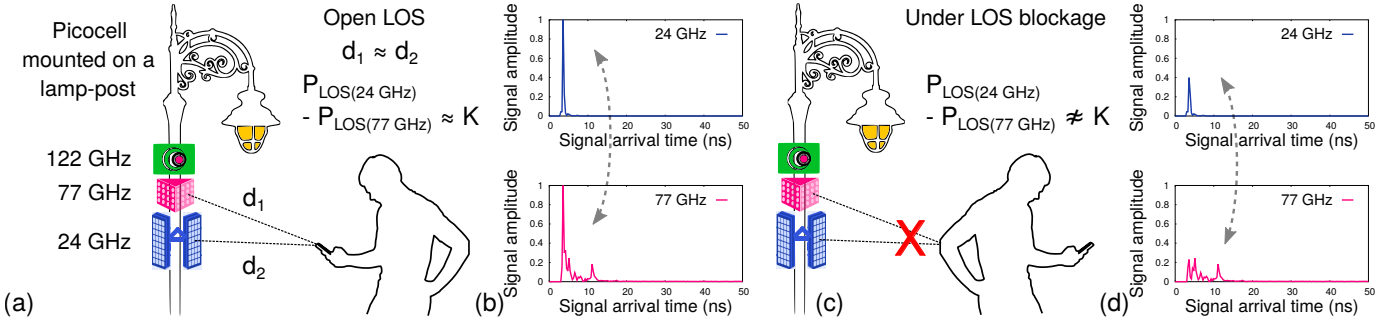 Picocell
mounted on a
lamp-post
122 GHz
77 GHz
24 GHz
(a)
Open LOS
d1 ≈ d2
PLOS(24 GHz)
- PLOS(77 GHz) ≈ K
d1
d2
(b)
Signal amplitude
1
0.8
0.6
0.4
0.2
0
24 GHz
0 10 20 30 40 50
Signal arrival time (ns)
Signal amplitude
1
0.8
0.6
0.4
0.2
0
77 GHz
0 10 20 30 40 50
Signal arrival time (ns)
(c)
Under LOS blockage
PLOS(24 GHz)
- PLOS(77 GHz) ≉ K
X
(d)
Signal amplitude
1
0.8
0.6
0.4
0.2
0
24 GHz
0 10 20 30 40 50
Signal arrival time (ns)
Signal amplitude
1
0.8
0.6
0.4
0.2
0
77 GHz
0 10 20 30 40 50
Signal arrival time (ns)